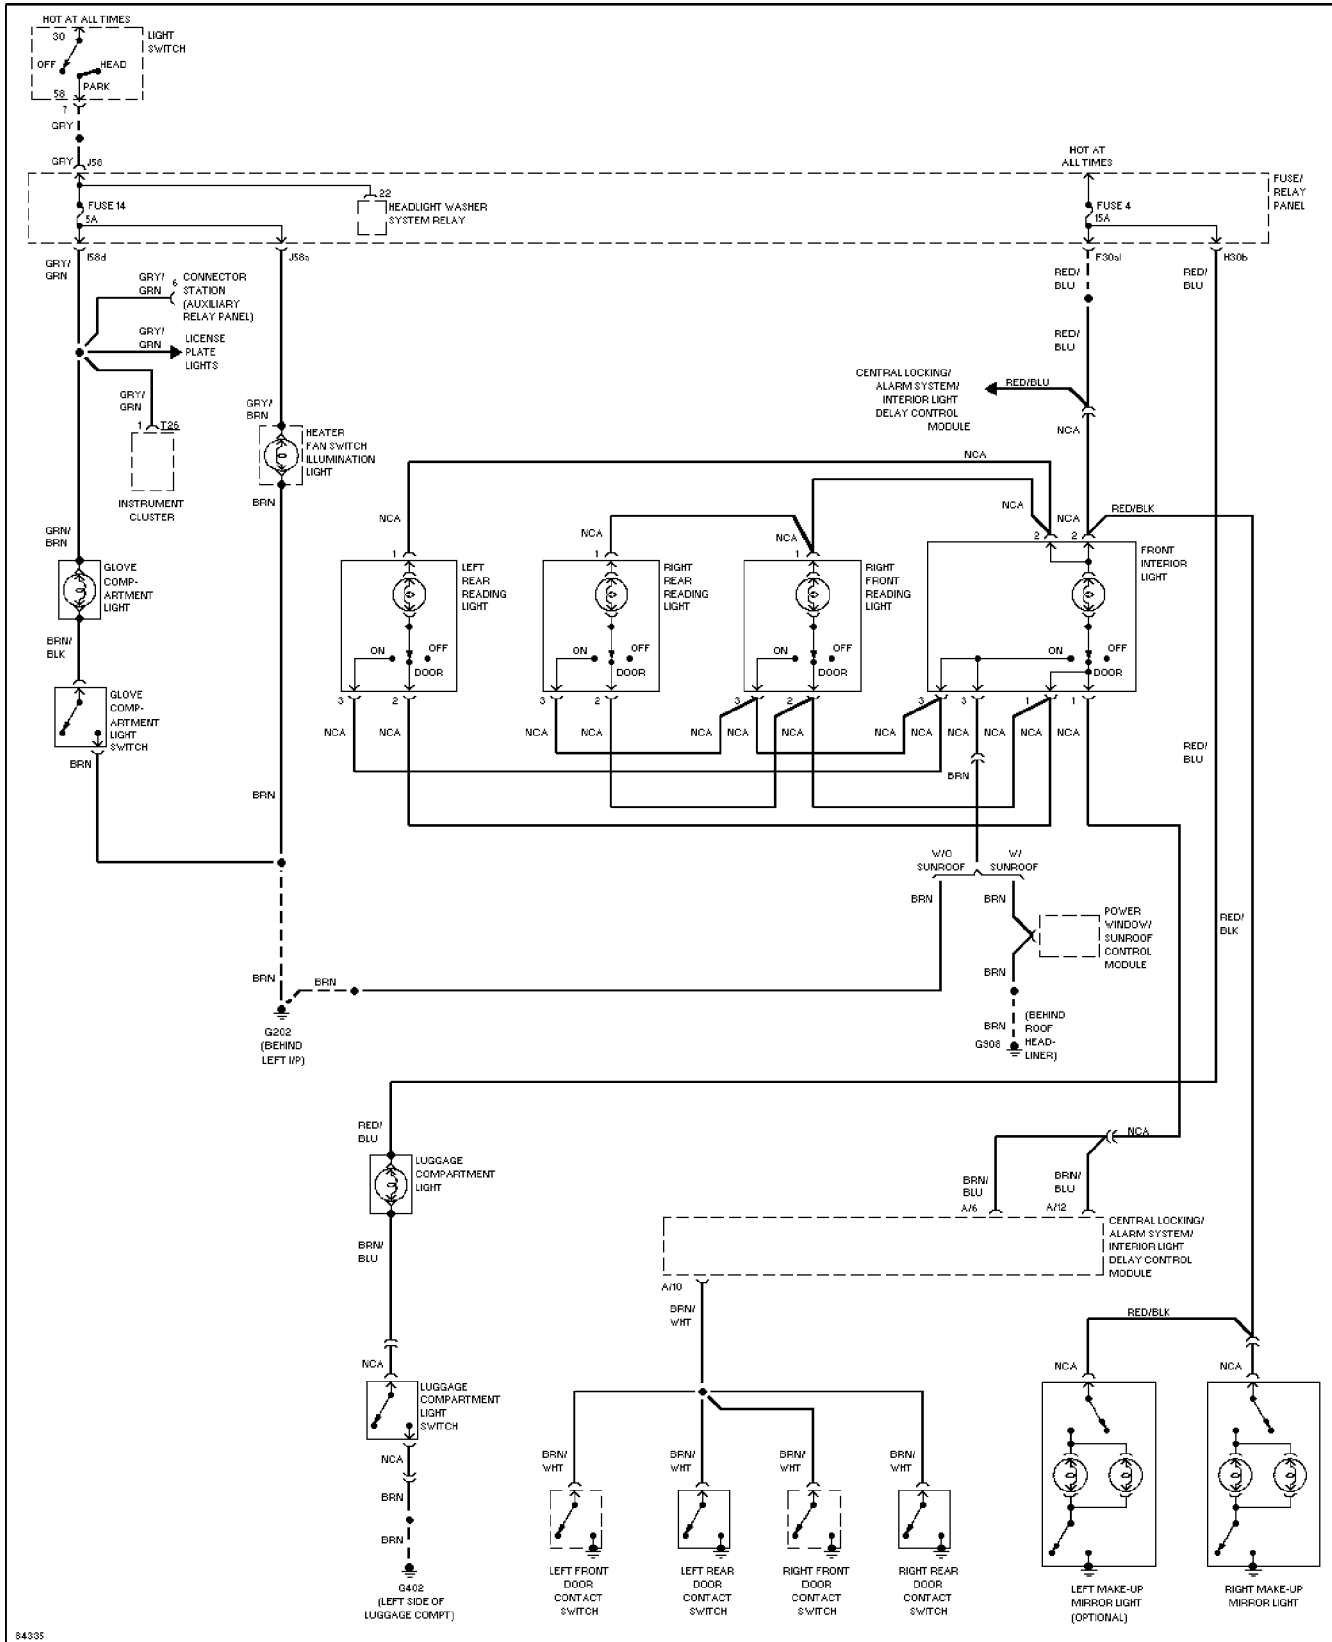 HOT AT ALL TIMES
30
LIGHT
SWITCH
OFF
HEAD
PARK
58
7
GRY
GRY
J58
HOT AT
ALL TIMES
FUSE 14
5A
22
HEADLIGHT WASHER
SYSTEM RELAY
FUSE 4
15A
FUSE/
RELAY
PANEL
I58d
J58a
F30al
H30b
GRY/
GRN
GRY/
GRN
6
CONNECTOR
STATION
(AUXILIARY
RELAY PANEL)
RED/
BLU
RED/
BLU
GRY/
GRN
LICENSE
PLATE
LIGHTS
RED/
BLU
GRY/
GRN
GRY/
BRN
CENTRAL LOCKING/
ALARM SYSTEM/
INTERIOR LIGHT
DELAY CONTROL
MODULE
RED/BLU
1
T26
HEATER
FAN SWITCH
ILLUMINATION
LIGHT
NCA
INSTRUMENT
CLUSTER
BRN
NCA
GRN/
BRN
NCA
NCA
NCA
NCA
NCA
RED/BLK
1
1
1
2
2
GLOVE
COMP-
ARTMENT
LIGHT
LEFT
REAR
READING
LIGHT
RIGHT
REAR
READING
LIGHT
RIGHT
FRONT
READING
LIGHT
FRONT
INTERIOR
LIGHT
BRN/
BLK
ON
OFF
DOOR
ON
OFF
DOOR
ON
OFF
DOOR
ON
OFF
DOOR
3
2
3
2
3
2
3
3
1
1
GLOVE
COMP-
ARTMENT
LIGHT
SWITCH
NCA
NCA
NCA
NCA
NCA
NCA
NCA
NCA
NCA
NCA
NCA
NCA
RED/
BLU
BRN
BRN
BRN
W/O
SUNROOF
W/
SUNROOF
BRN
BRN
POWER
WINDOW/
SUNROOF
CONTROL
MODULE
RED/
BLK
BRN
BRN
BRN
G202
(BEHIND
LEFT I/P)
BRN
G908
(BEHIND
ROOF
HEAD-
LINER)
RED/
BLU
NCA
LUGGAGE
COMPARTMENT
LIGHT
BRN/
BLU
BRN/
BLU
A/6
A/12
BRN/
BLU
CENTRAL LOCKING/
ALARM SYSTEM/
INTERIOR LIGHT
DELAY CONTROL
MODULE
A/10
BRN/
WHT
RED/BLK
NCA
NCA
NCA
LUGGAGE
COMPARTMENT
LIGHT
SWITCH
NCA
BRN/
WHT
BRN/
WHT
BRN/
WHT
BRN/
WHT
BRN
BRN
G402
(LEFT SIDE OF
LUGGAGE COMPT)
LEFT FRONT
DOOR
CONTACT
SWITCH
LEFT REAR
DOOR
CONTACT
SWITCH
RIGHT FRONT
DOOR
CONTACT
SWITCH
RIGHT REAR
DOOR
CONTACT
SWITCH
LEFT MAKE-UP
MIRROR LIGHT
(OPTIONAL)
RIGHT MAKE-UP
MIRROR LIGHT
84335